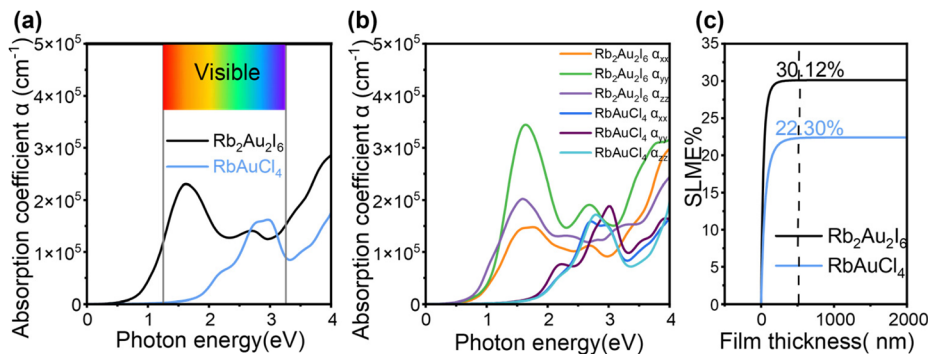 (a)
Absorption coefficient α (cm⁻¹)
5×10⁵
4×10⁵
3×10⁵
2×10⁵
1×10⁵
0
Visible
Rb₂Au₂I₆
RbAuCl₄
0 1 2 3 4
Photon energy(eV)
(b)
Absorption coefficient α (cm⁻¹)
5×10⁵
4×10⁵
3×10⁵
2×10⁵
1×10⁵
0
Rb₂Au₂I₆ αₓₓ
Rb₂Au₂I₆ αyy
Rb₂Au₂I₆ αzz
RbAuCl₄ αₓₓ
RbAuCl₄ αyy
RbAuCl₄ αzz
0 1 2 3 4
Photon energy(eV)
(c)
SLME%
35
30
25
20
15
10
5
0
30.12%
22.30%
Rb₂Au₂I₆
RbAuCl₄
0 1000 2000
Film thickness( nm)